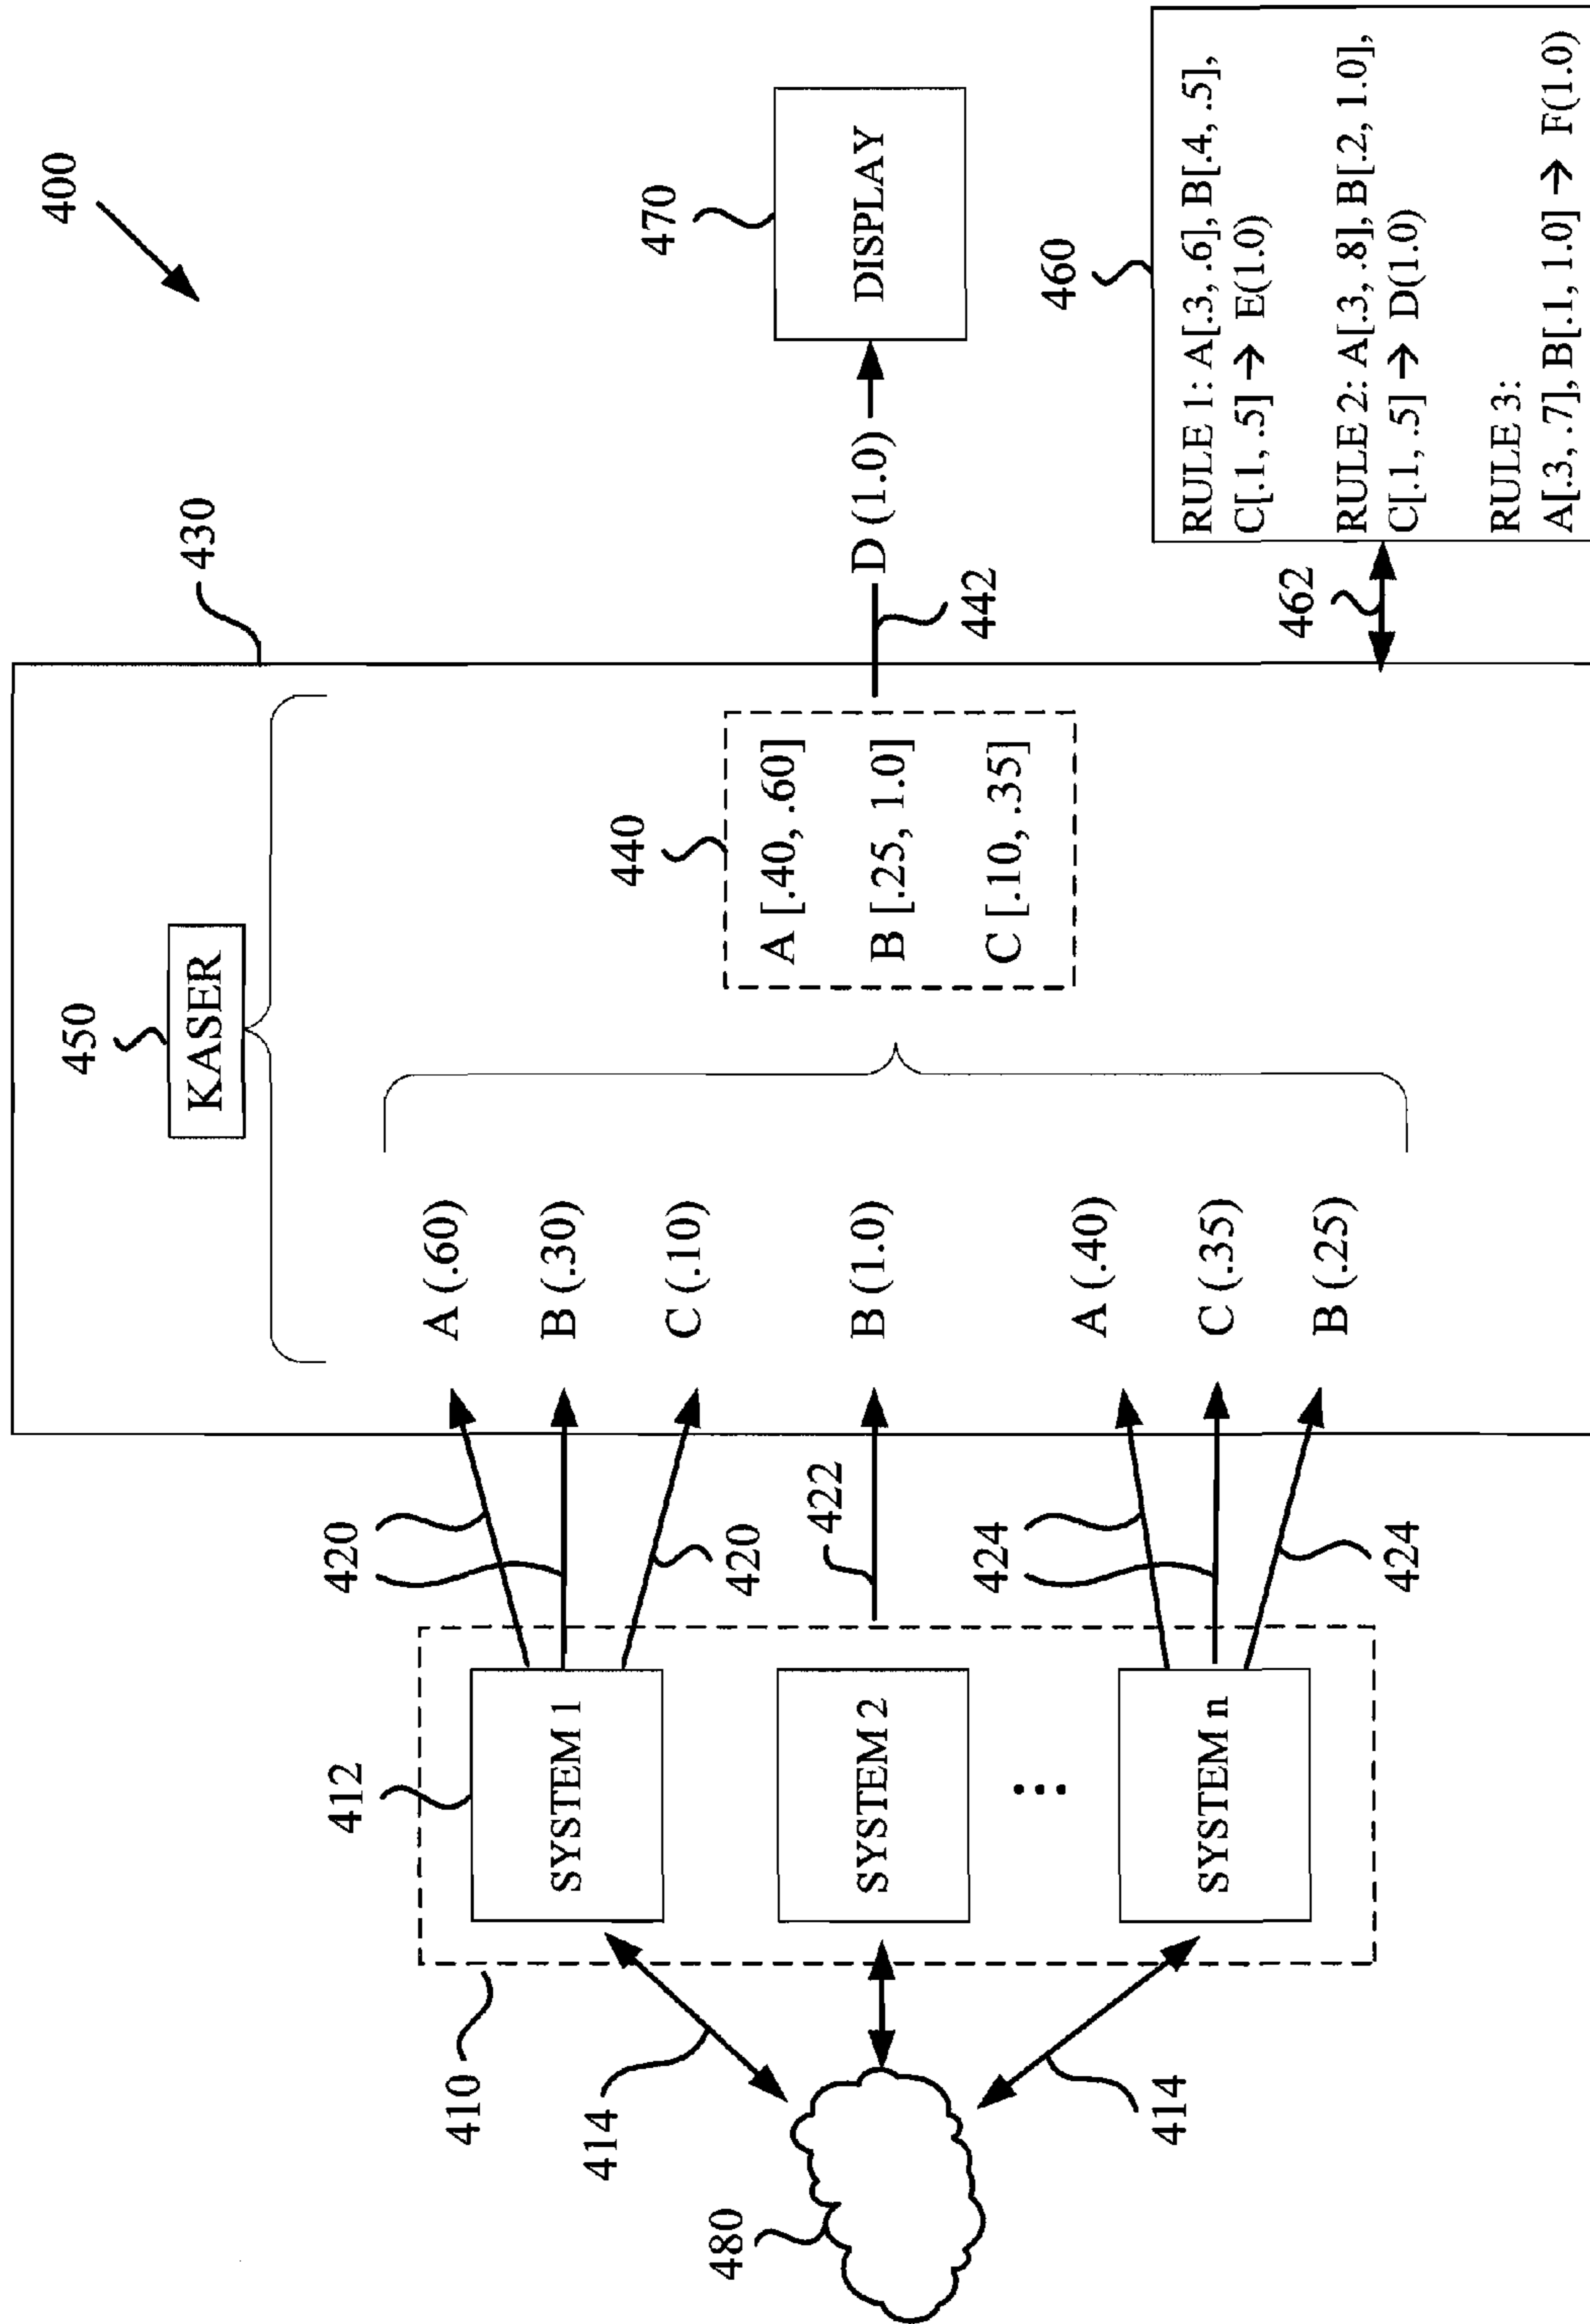 400
430
450
KASER
410
412
420
SYSTEM 1
A (.60)
B (.30)
C (.10)
420
414
440
A [.40, .60]
B [.25, 1.0]
C [.10, .35]
470
DISPLAY
480
SYSTEM 2
422
B (1.0)
442
D (1.0)
414
SYSTEM n
424
A (.40)
C (.35)
B (.25)
424
462
460
RULE 1: A[.3, .6], B[.4, .5],
C[.1, .5] → E(1.0)
RULE 2: A[.3, .8], B[.2, 1.0],
C[.1, .5] → D(1.0)
RULE 3:
A[.3, .7], B[.1, 1.0] → F(1.0)